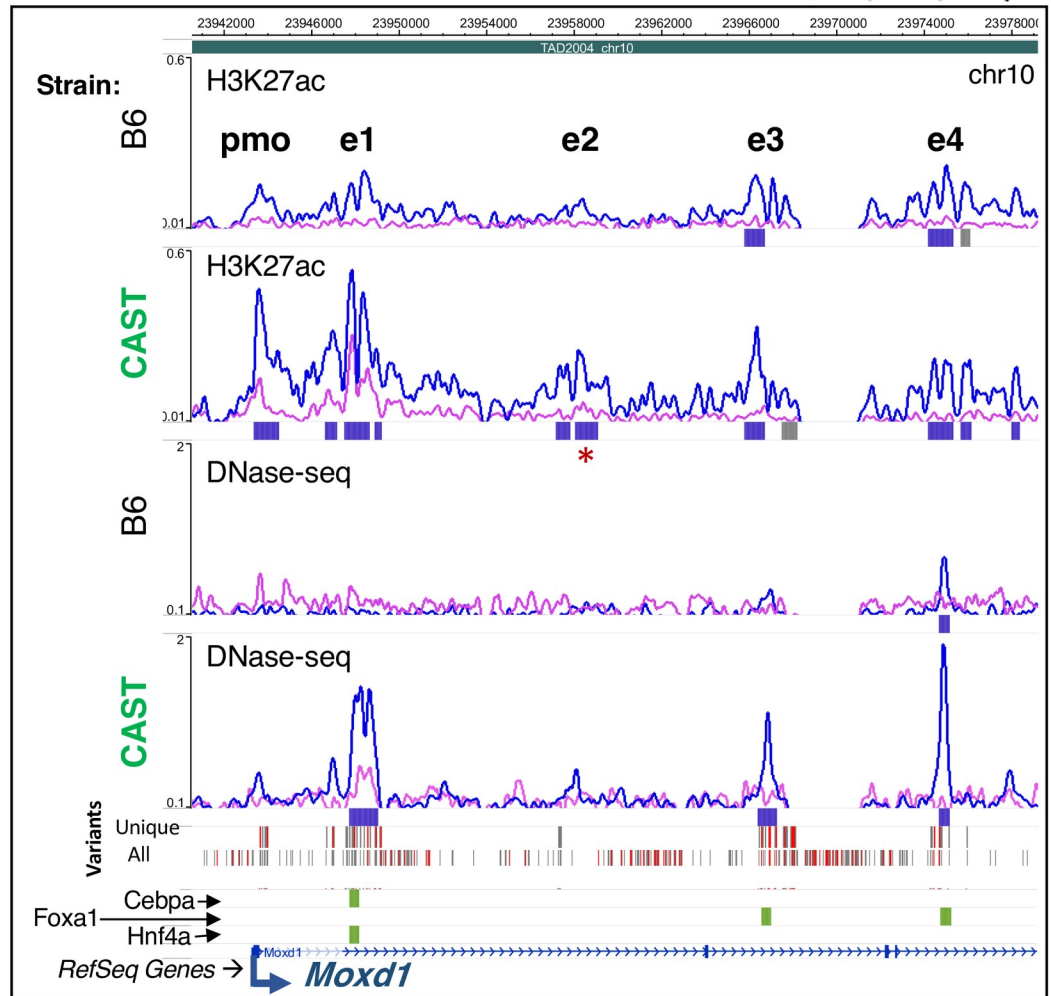 23942000 23946000 23950000 23954000 23958000 23962000 23966000 23970000 23974000 23978000
TAD2004 chr10
0.6
Strain:
H3K27ac
chr10
B6
pmo e1 e2 e3 e4
0.01
0.6
H3K27ac
CAST
0.01
*
2
DNase-seq
B6
0.1
2
DNase-seq
CAST
0.1
Variants
Unique
All
Cebpa
Foxa1
Hnf4a
Moxd1
RefSeq Genes →
Moxd1